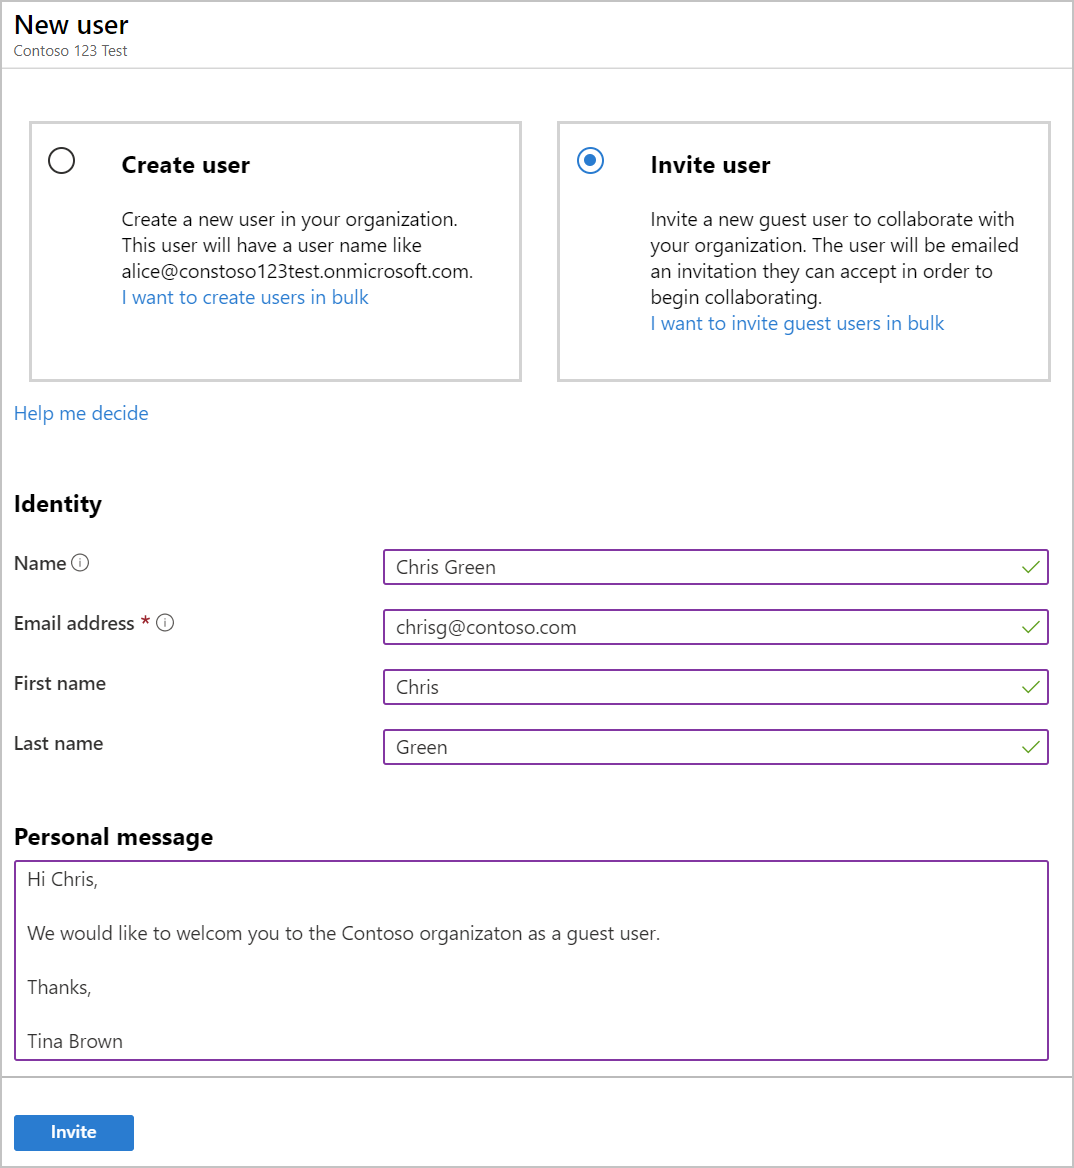 New user
Contoso 123 Test
Create user
Create a new user in your organization.
This user will have a user name like
alice@constoso123test.onmicrosoft.com.
I want to create users in bulk
Invite user
Invite a new guest user to collaborate with
your organization. The user will be emailed
an invitation they can accept in order to
begin collaborating.
I want to invite guest users in bulk
Help me decide
Identity
Name
Chris Green
Email address *
chrisg@contoso.com
First name
Chris
Last name
Green
Personal message
Hi Chris,
We would like to welcom you to the Contoso organizaton as a guest user.
Thanks,
Tina Brown
Invite